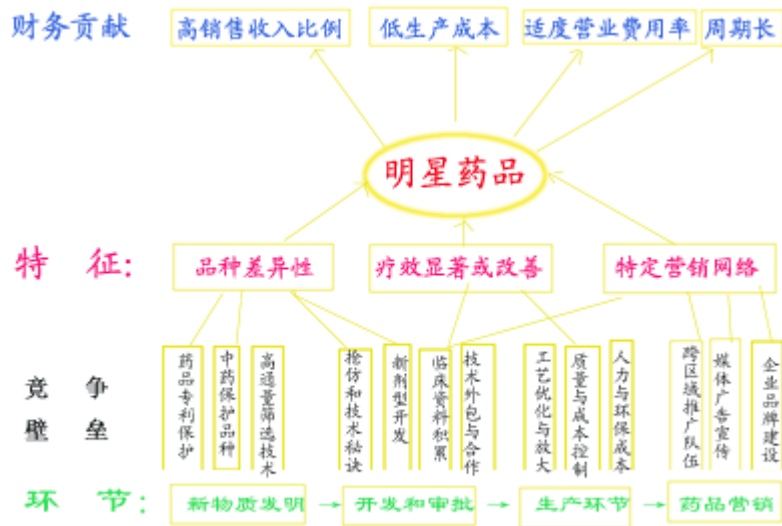 财务贡献 高销售收入比例 低生产成本 适度营业费用率 周期长
明星药品
特 征: 品种差异性 疗效显著或改善 特定营销网络
竞 争
壁 垒
药品专利保护
中药保护品种
高通量筛选技术
抢仿和技术秘诀
新剂型开发
临床资料积累
技术外包与合作
工艺优化与放大
质量与成本控制
人力与环保成本
跨区域推广队伍
媒体广告宣传
企业品牌建设
环 节: 新物质发明 → 开发和审批 → 生产环节 → 药品营销